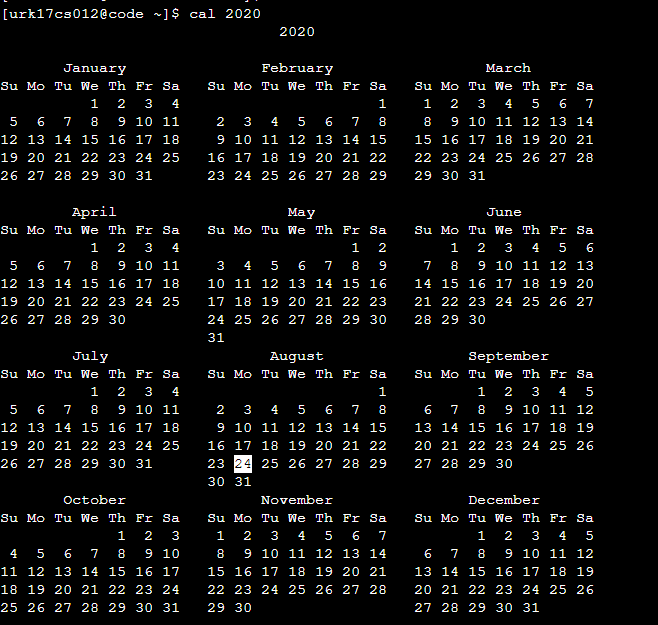 [urk17cs012@code ~]$ cal 2020
                               2020

       January               February                 March
Su Mo Tu We Th Fr Sa   Su Mo Tu We Th Fr Sa   Su Mo Tu We Th Fr Sa
          1  2  3  4                      1    1  2  3  4  5  6  7
 5  6  7  8  9 10 11    2  3  4  5  6  7  8    8  9 10 11 12 13 14
12 13 14 15 16 17 18    9 10 11 12 13 14 15   15 16 17 18 19 20 21
19 20 21 22 23 24 25   16 17 18 19 20 21 22   22 23 24 25 26 27 28
26 27 28 29 30 31      23 24 25 26 27 28 29   29 30 31

        April                   May                   June
Su Mo Tu We Th Fr Sa   Su Mo Tu We Th Fr Sa   Su Mo Tu We Th Fr Sa
          1  2  3  4                   1  2       1  2  3  4  5  6
 5  6  7  8  9 10 11    3  4  5  6  7  8  9    7  8  9 10 11 12 13
12 13 14 15 16 17 18   10 11 12 13 14 15 16   14 15 16 17 18 19 20
19 20 21 22 23 24 25   17 18 19 20 21 22 23   21 22 23 24 25 26 27
26 27 28 29 30         24 25 26 27 28 29 30   28 29 30
                       31
        July                  August                September
Su Mo Tu We Th Fr Sa   Su Mo Tu We Th Fr Sa   Su Mo Tu We Th Fr Sa
          1  2  3  4                      1          1  2  3  4  5
 5  6  7  8  9 10 11    2  3  4  5  6  7  8    6  7  8  9 10 11 12
12 13 14 15 16 17 18    9 10 11 12 13 14 15   13 14 15 16 17 18 19
19 20 21 22 23 24 25   16 17 18 19 20 21 22   20 21 22 23 24 25 26
26 27 28 29 30 31      23 24 25 26 27 28 29   27 28 29 30
                       30 31
       October               November               December
Su Mo Tu We Th Fr Sa   Su Mo Tu We Th Fr Sa   Su Mo Tu We Th Fr Sa
             1  2  3    1  2  3  4  5  6  7          1  2  3  4  5
 4  5  6  7  8  9 10    8  9 10 11 12 13 14    6  7  8  9 10 11 12
11 12 13 14 15 16 17   15 16 17 18 19 20 21   13 14 15 16 17 18 19
18 19 20 21 22 23 24   22 23 24 25 26 27 28   20 21 22 23 24 25 26
25 26 27 28 29 30 31   29 30                  27 28 29 30 31